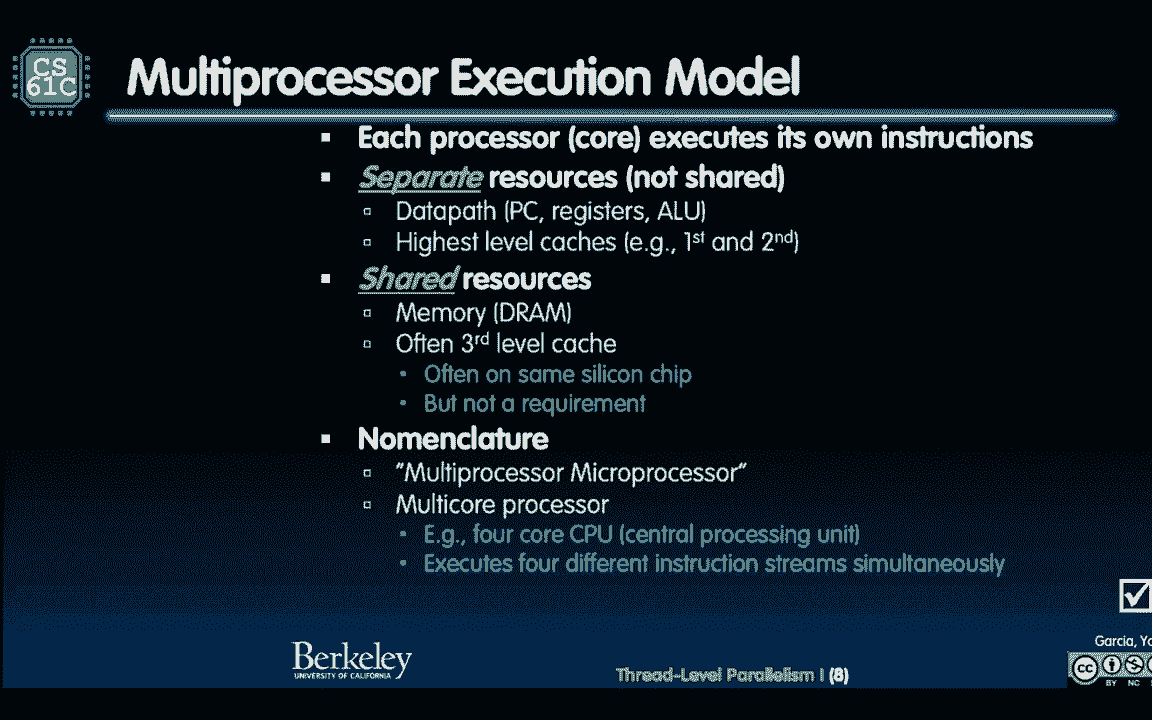 CS
61C
Multiprocessor Execution Model
Each processor (core) executes its own instructions
Separate resources (not shared)
Datapath (PC, registers, ALU)
Highest level caches (e.g., 1st and 2nd)
Shared resources
Memory (DRAM)
Often 3rd level cache
Often on same silicon chip
But not a requirement
Nomenclature
"Multiprocessor Microprocessor"
Multicore processor
E.g., four core CPU (central processing unit)
Executes four different instruction streams simultaneously
Berkeley
UNIVERSITY OF CALIFORNIA
Thread-Level Parallelism I (8)
Garcia,
cc
BY NC